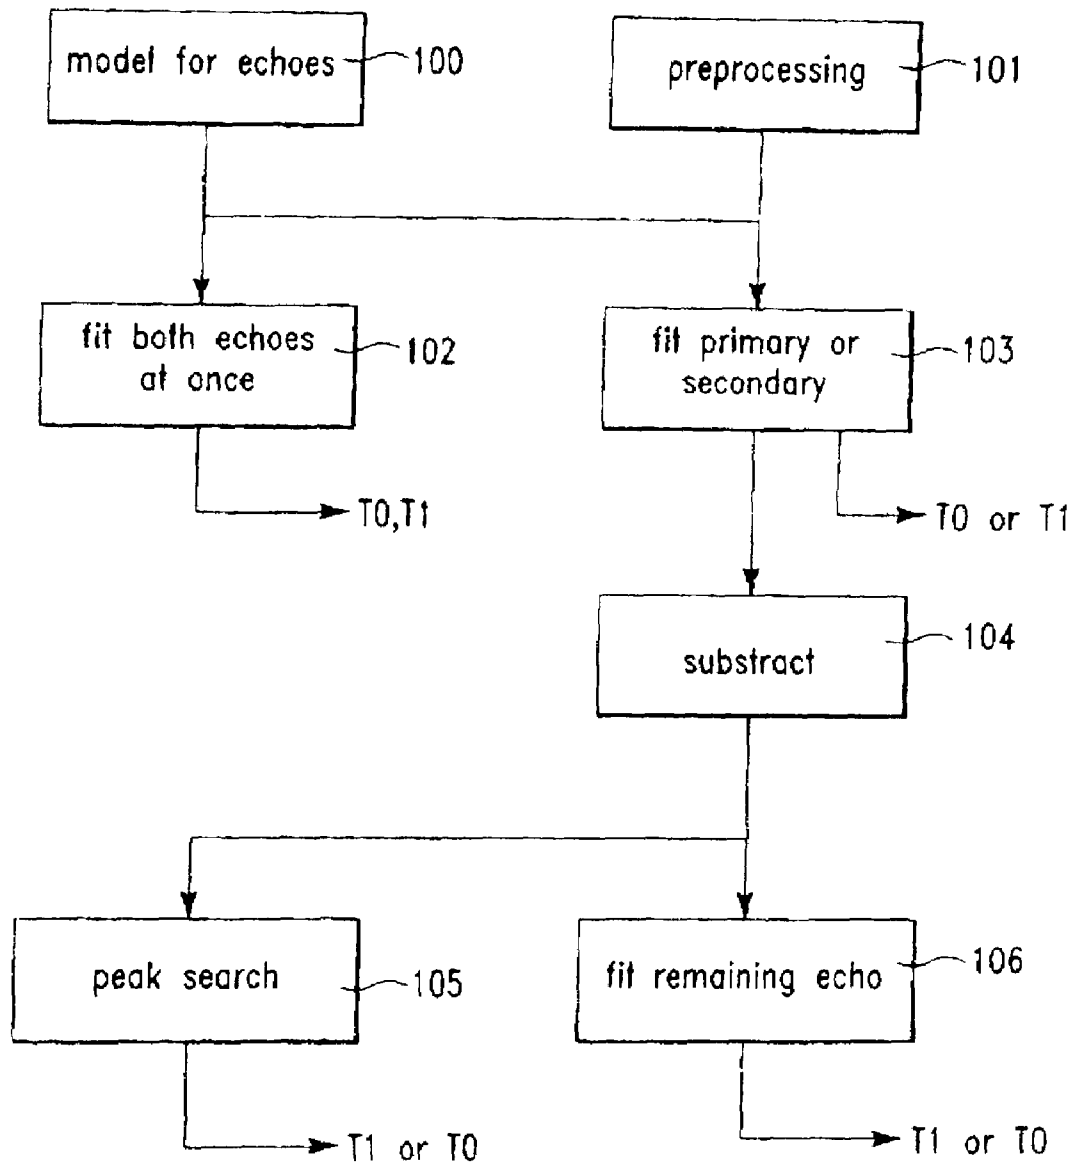 model for echoes
100
preprocessing
101
fit both echoes
at once
102
fit primary or
secondary
103
T0,T1
T0 or T1
substract
104
peak search
105
fit remaining echo
106
T1 or T0
T1 or T0